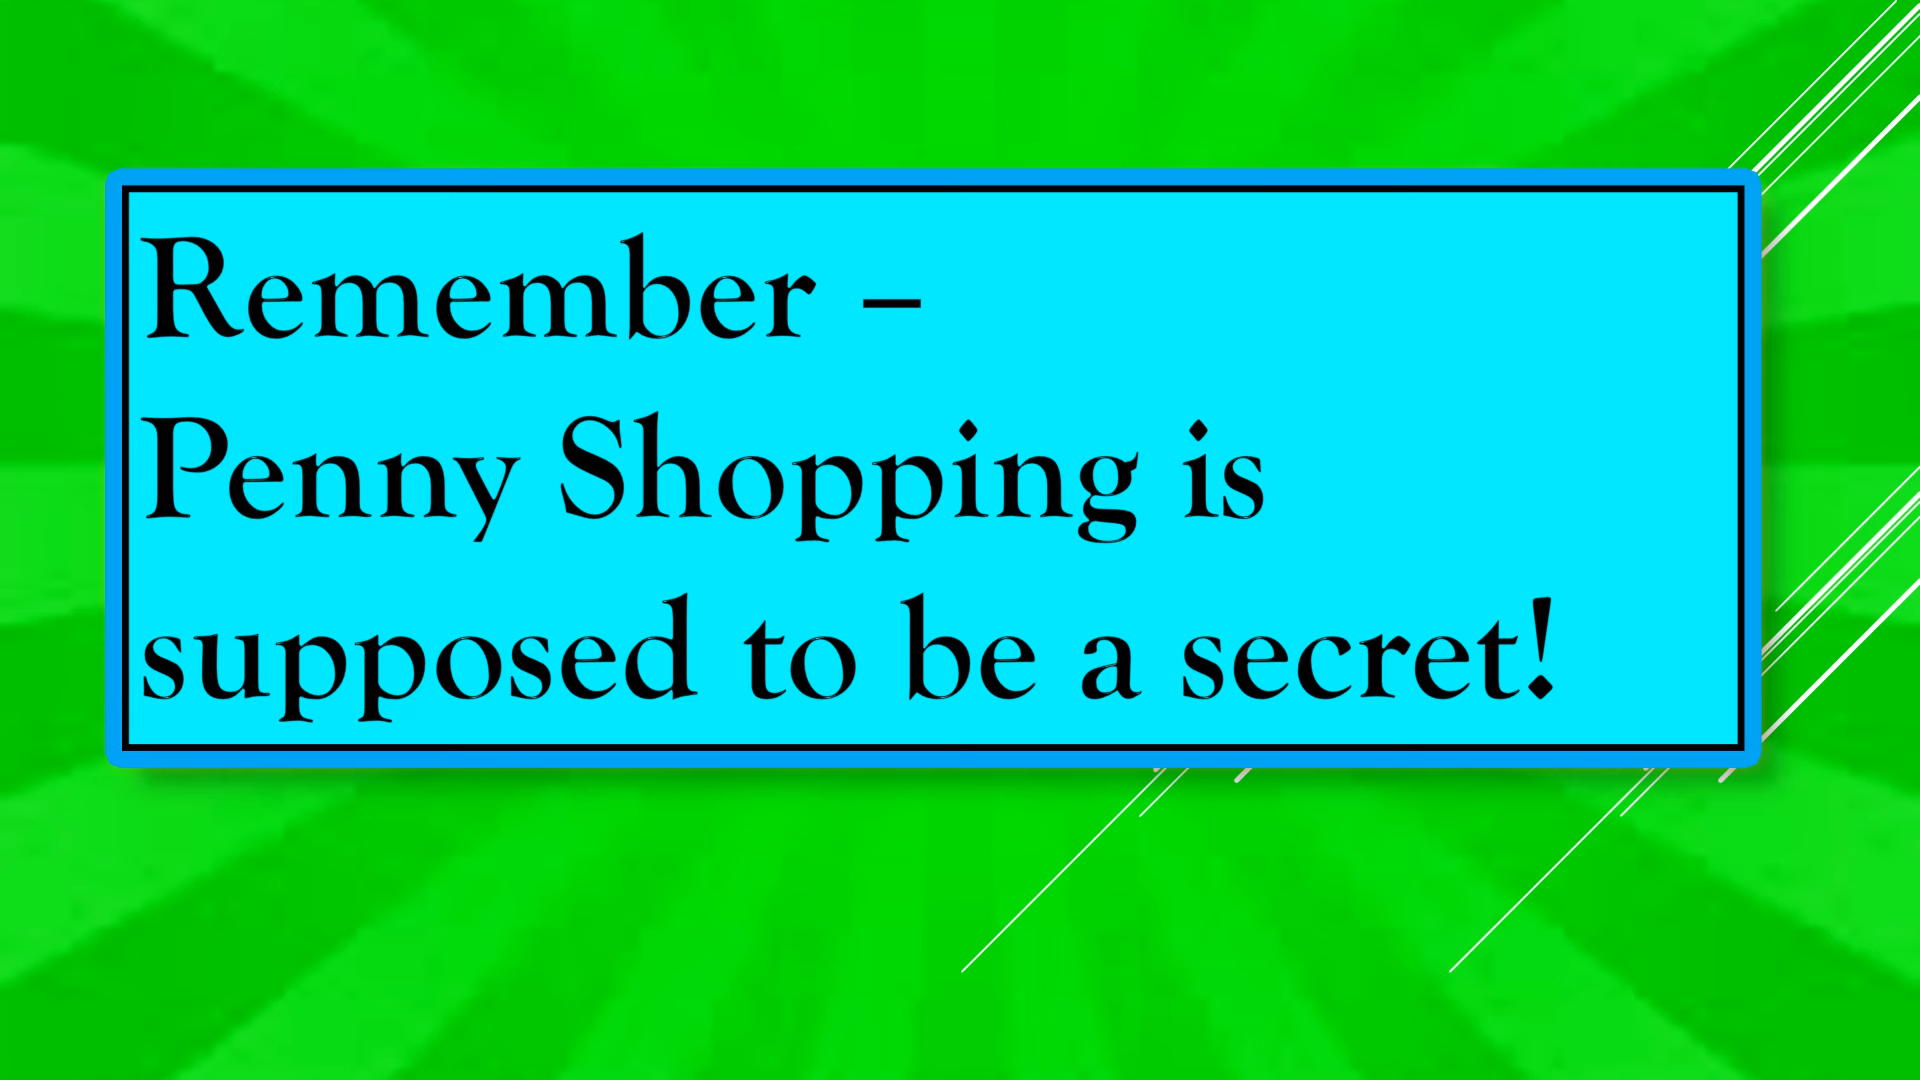 Remember –
Penny Shopping is
supposed to be a secret!